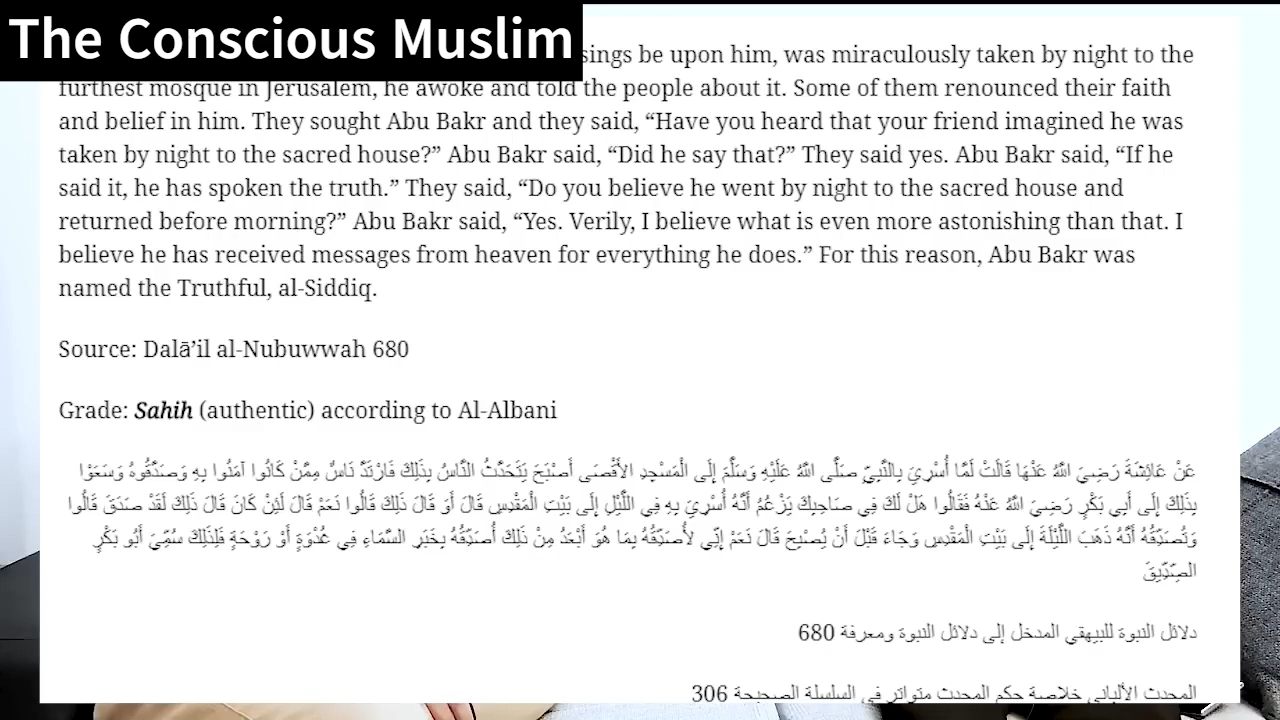 The Conscious Muslim
sings be upon him, was miraculously taken by night to the
furthest mosque in Jerusalem, he awoke and told the people about it. Some of them renounced their faith
and belief in him. They sought Abu Bakr and they said, “Have you heard that your friend imagined he was
taken by night to the sacred house?” Abu Bakr said, “Did he say that?” They said yes. Abu Bakr said, “If he
said it, he has spoken the truth.” They said, “Do you believe he went by night to the sacred house and
returned before morning?” Abu Bakr said, “Yes. Verily, I believe what is even more astonishing than that. I
believe he has received messages from heaven for everything he does.” For this reason, Abu Bakr was
named the Truthful, al-Siddiq.
Source: Dalā’il al-Nubuwwah 680
Grade: Sahih (authentic) according to Al-Albani
عَنْ عَائِشَةَ رَضِيَ اللَّهُ عَنْهَا قَالَتْ لَمَّا أُسْرِيَ بِالنَّبِيِّ صَلَّى اللَّهُ عَلَيْهِ وَسَلَّمَ إِلَى الْمَسْجِدِ الأَقْصَى أَصْبَحَ يَتَحَدَّثُ النَّاسُ بِذَلِكَ فَارْتَدَّ نَاسٌ مِمَّنْ كَانُوا آمَنُوا بِهِ وَصَدَّقُوهُ وَسَعَوْا
بِذَلِكَ إِلَى أَبِي بَكْرٍ رَضِيَ اللَّهُ عَنْهُ فَقَالُوا هَلْ لَكَ فِي صَاحِبِكَ يَزْعُمُ أَنَّهُ أُسْرِيَ بِهِ فِي اللَّيْلِ إِلَى بَيْتِ الْمَقْدِسِ قَالَ أَوَ قَالَ ذَلِكَ قَالُوا نَعَمْ قَالَ لَئِنْ كَانَ قَالَ ذَلِكَ لَقَدْ صَدَقَ قَالُوا
وَتُصَدِّقُهُ أَنَّهُ ذَهَبَ اللَّيْلَةَ إِلَى بَيْتِ الْمَقْدِسِ وَجَاءَ قَبْلَ أَنْ يُصْبِحَ قَالَ نَعَمْ إِنِّي لأُصَدِّقُهُ بِمَا هُوَ أَبْعَدُ مِنْ ذَلِكَ أُصَدِّقُهُ بِخَبَرِ السَّمَاءِ فِي غُدْوَةٍ أَوْ رَوْحَةٍ فَلِذَلِكَ سُمِّيَ أَبُو بَكْرٍ
الصِّدِّيقَ
680 دلائل النبوة للبيهقي المدخل إلى دلائل النبوة ومعرفة
306 المحدث الألباني خلاصة حكم المحدث متواتر في السلسلة الصحيحة